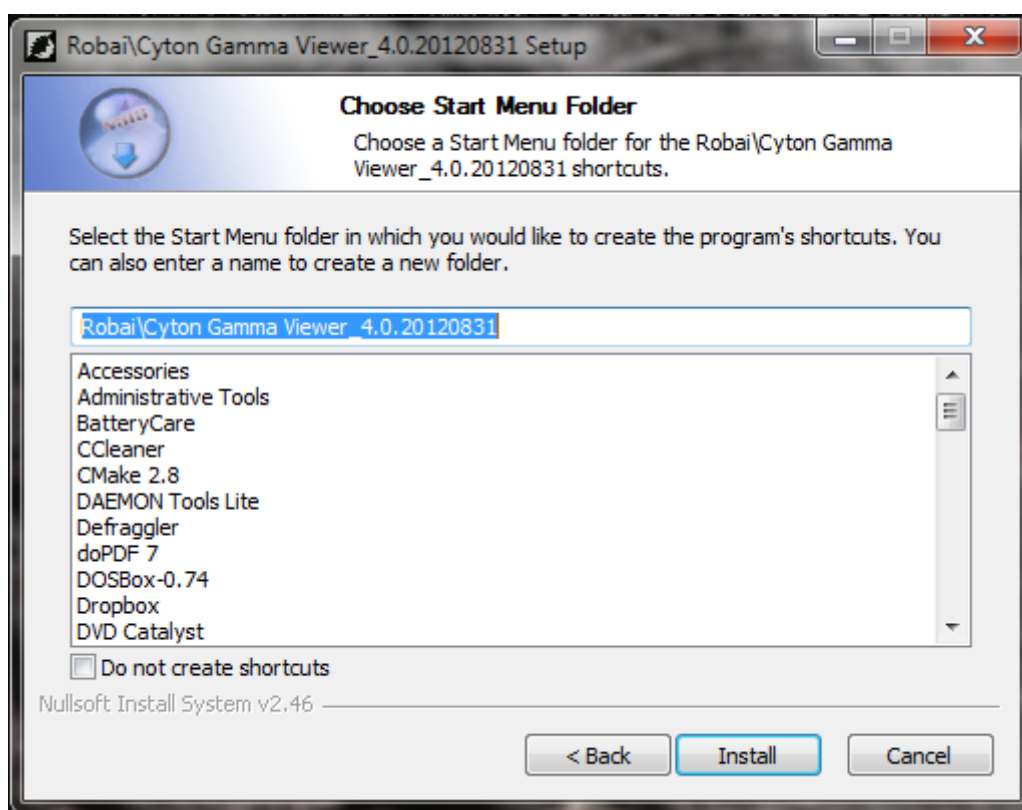 Robai\Cyton Gamma Viewer_4.0.20120831 Setup
Choose Start Menu Folder
Choose a Start Menu folder for the Robai\Cyton Gamma
Viewer_4.0.20120831 shortcuts.
Select the Start Menu folder in which you would like to create the program's shortcuts. You
can also enter a name to create a new folder.
Robai\Cyton Gamma Viewer_4.0.20120831
Accessories
Administrative Tools
BatteryCare
CCleaner
CMake 2.8
DAEMON Tools Lite
Defraggler
doPDF 7
DOSBox-0.74
Dropbox
DVD Catalyst
Do not create shortcuts
Nullsoft Install System v2.46
< Back Install Cancel